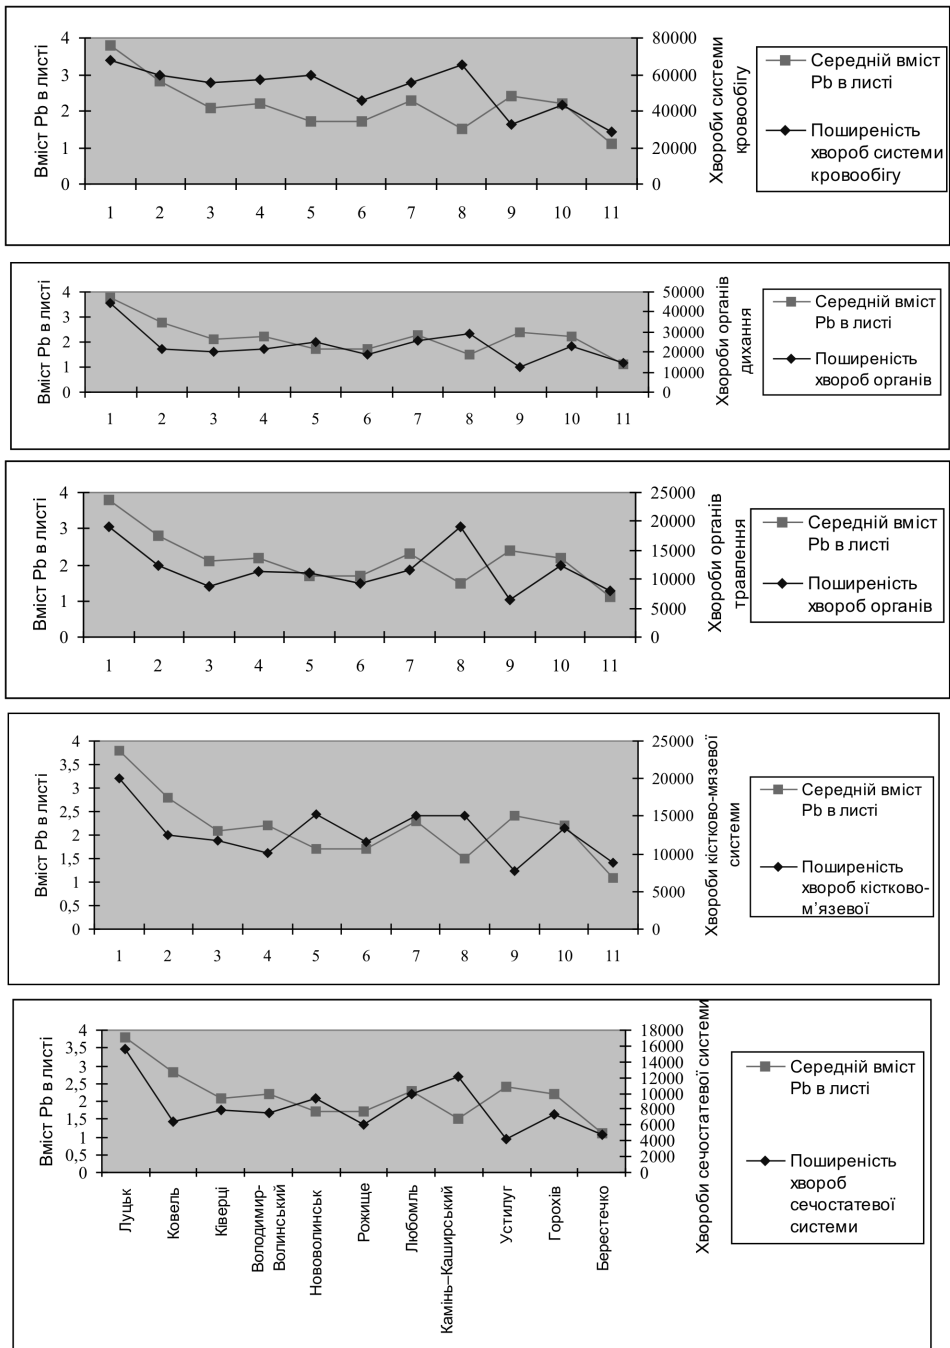 Вміст Pb в листі
4
3
2
1
0
80000
60000
40000
20000
0
1 2 3 4 5 6 7 8 9 10 11
Хвороби системи
кровообігу
Середній вміст
Pb в листі
Поширеність
хвороб системи
кровообігу
Вміст Pb в листі
4
3
2
1
0
50000
40000
30000
20000
10000
0
1 2 3 4 5 6 7 8 9 10 11
Хвороби органів
дихання
Середній вміст
Pb в листі
Поширеність
хвороб органів
Вміст Pb в листі
4
3
2
1
0
25000
20000
15000
10000
5000
0
1 2 3 4 5 6 7 8 9 10 11
Хвороби органів
травлення
Середній вміст
Pb в листі
Поширеність
хвороб органів
Вміст Pb в листі
4
3,5
3
2,5
2
1,5
1
0,5
0
25000
20000
15000
10000
5000
0
1 2 3 4 5 6 7 8 9 10 11
Хвороби кістково-мязевої
системи
Середній вміст
Pb в листі
Поширеність
хвороб кістково-
м’язевої
Вміст Pb в листі
4
3,5
3
2,5
2
1,5
1
0,5
0
18000
16000
14000
12000
10000
8000
6000
4000
2000
0
Луцьк
Ковель
Ківерці
Володимир-
Волинський
Нововолинськ
Рожище
Любомль
Камінь–Каширський
Устилуг
Горохів
Берестечко
Хвороби сечостатевої системи
Середній вміст
Pb в листі
Поширеність
хвороб
сечостатевої
системи